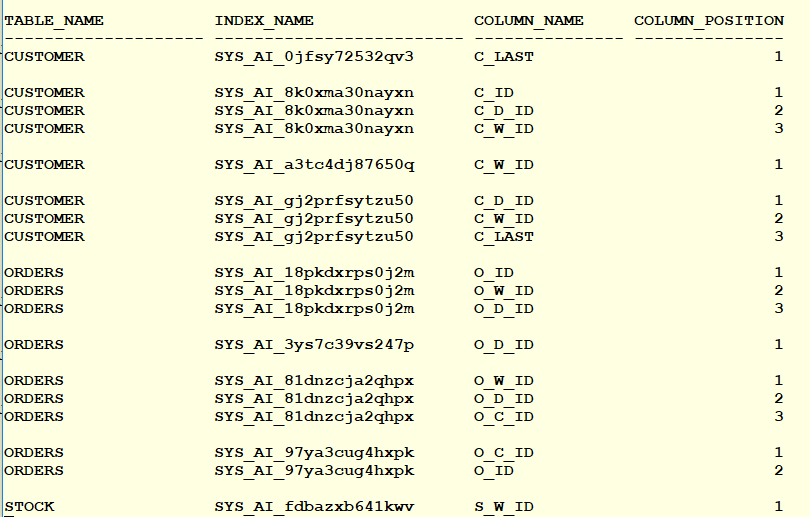 TABLE_NAME INDEX_NAME COLUMN_NAME COLUMN_POSITION
-------------------- ------------------------- --------------- ---------------
CUSTOMER SYS_AI_0jfsy72532qv3 C_LAST 1
CUSTOMER SYS_AI_8k0xma30nayxn C_ID 1
CUSTOMER SYS_AI_8k0xma30nayxn C_D_ID 2
CUSTOMER SYS_AI_8k0xma30nayxn C_W_ID 3
CUSTOMER SYS_AI_a3tc4dj87650q C_W_ID 1
CUSTOMER SYS_AI_gj2prfsytzu50 C_D_ID 1
CUSTOMER SYS_AI_gj2prfsytzu50 C_W_ID 2
CUSTOMER SYS_AI_gj2prfsytzu50 C_LAST 3
ORDERS SYS_AI_18pkdxrps0j2m O_ID 1
ORDERS SYS_AI_18pkdxrps0j2m O_W_ID 2
ORDERS SYS_AI_18pkdxrps0j2m O_D_ID 3
ORDERS SYS_AI_3ys7c39vs247p O_D_ID 1
ORDERS SYS_AI_81dnzcja2qhpx O_W_ID 1
ORDERS SYS_AI_81dnzcja2qhpx O_D_ID 2
ORDERS SYS_AI_81dnzcja2qhpx O_C_ID 3
ORDERS SYS_AI_97ya3cug4hxpk O_C_ID 1
ORDERS SYS_AI_97ya3cug4hxpk O_ID 2
STOCK SYS_AI_fdbazxb641kwv S_W_ID 1